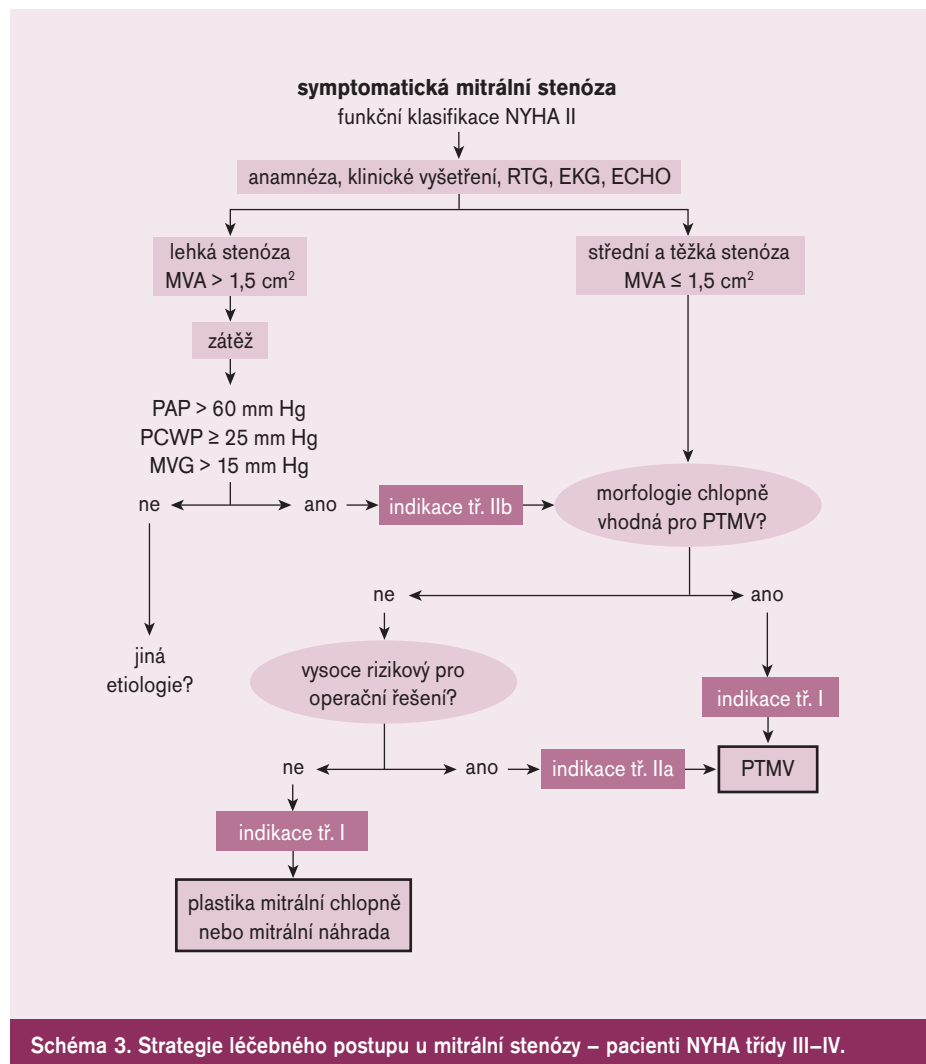 symptomatická mitrální stenóza
funkční klasifikace NYHA II
anamnéza, klinické vyšetření, RTG, EKG, ECHO
lehká stenóza
MVA > 1,5 cm²
střední a těžká stenóza
MVA ≤ 1,5 cm²
zátěž
PAP > 60 mm Hg
PCWP ≥ 25 mm Hg
MVG > 15 mm Hg
ne
ano
indikace tř. IIb
morfologie chlopně
vhodná pro PTMV?
jiná
etiologie?
ne
ano
vysoce rizikový pro
operační řešení?
indikace tř. I
ne
ano
indikace tř. IIa
PTMV
indikace tř. I
plastika mitrální chlopně
nebo mitrální náhrada
Schéma 3. Strategie léčebného postupu u mitrální stenózy – pacienti NYHA třídy III–IV.